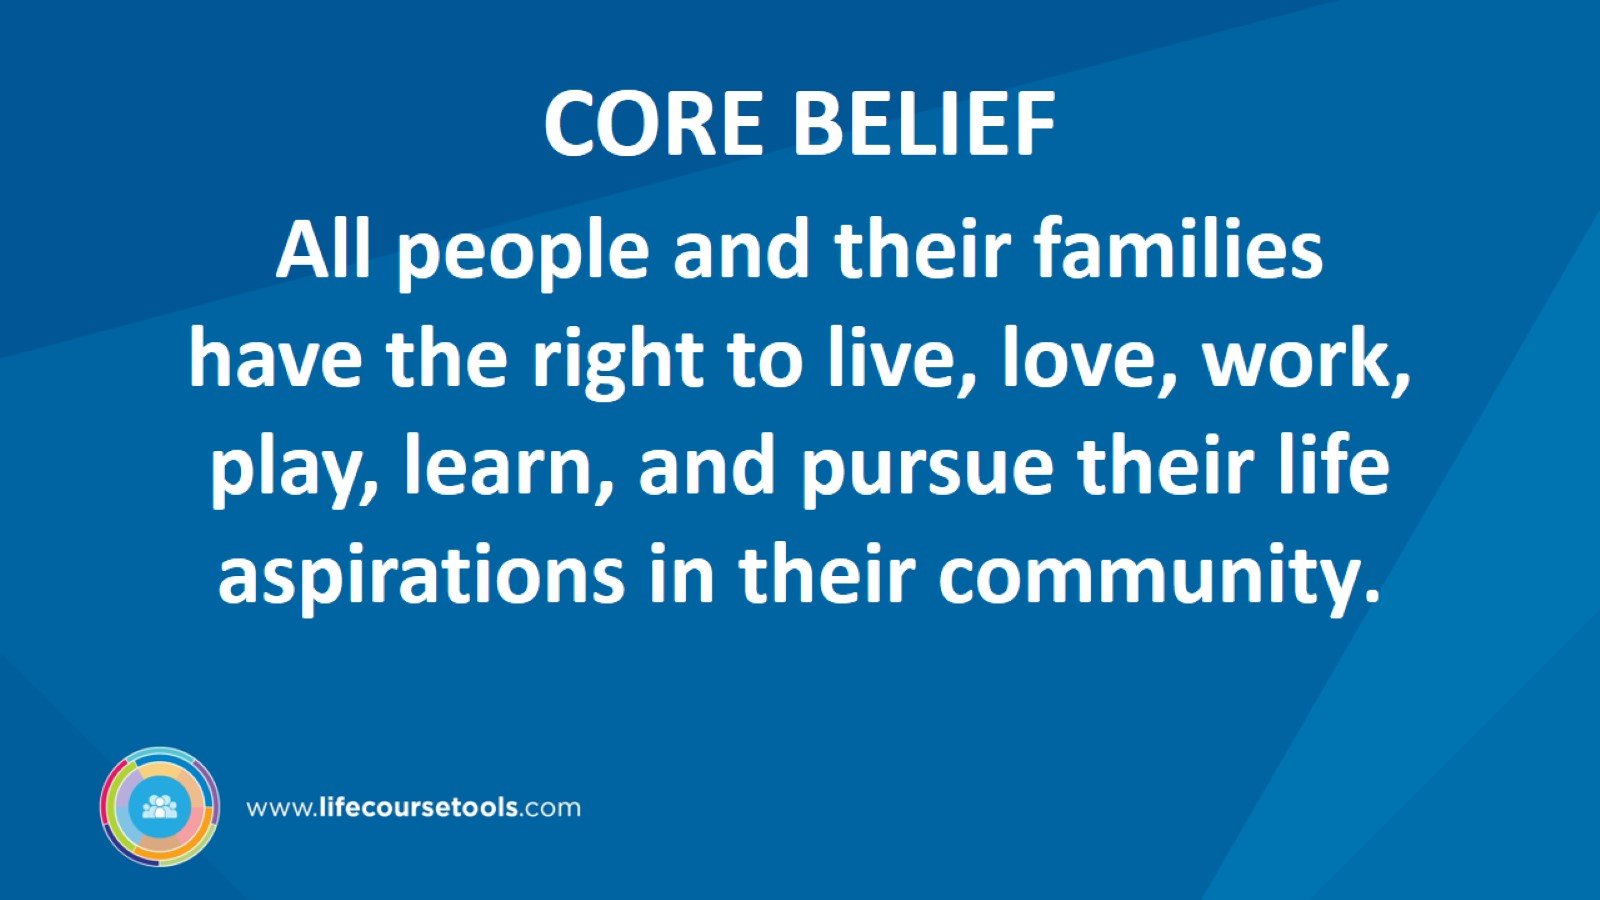 CORE BELIEF
All people and their families
have the right to live, love, work,
play, learn, and pursue their life
aspirations in their community.
www.lifecoursetools.com